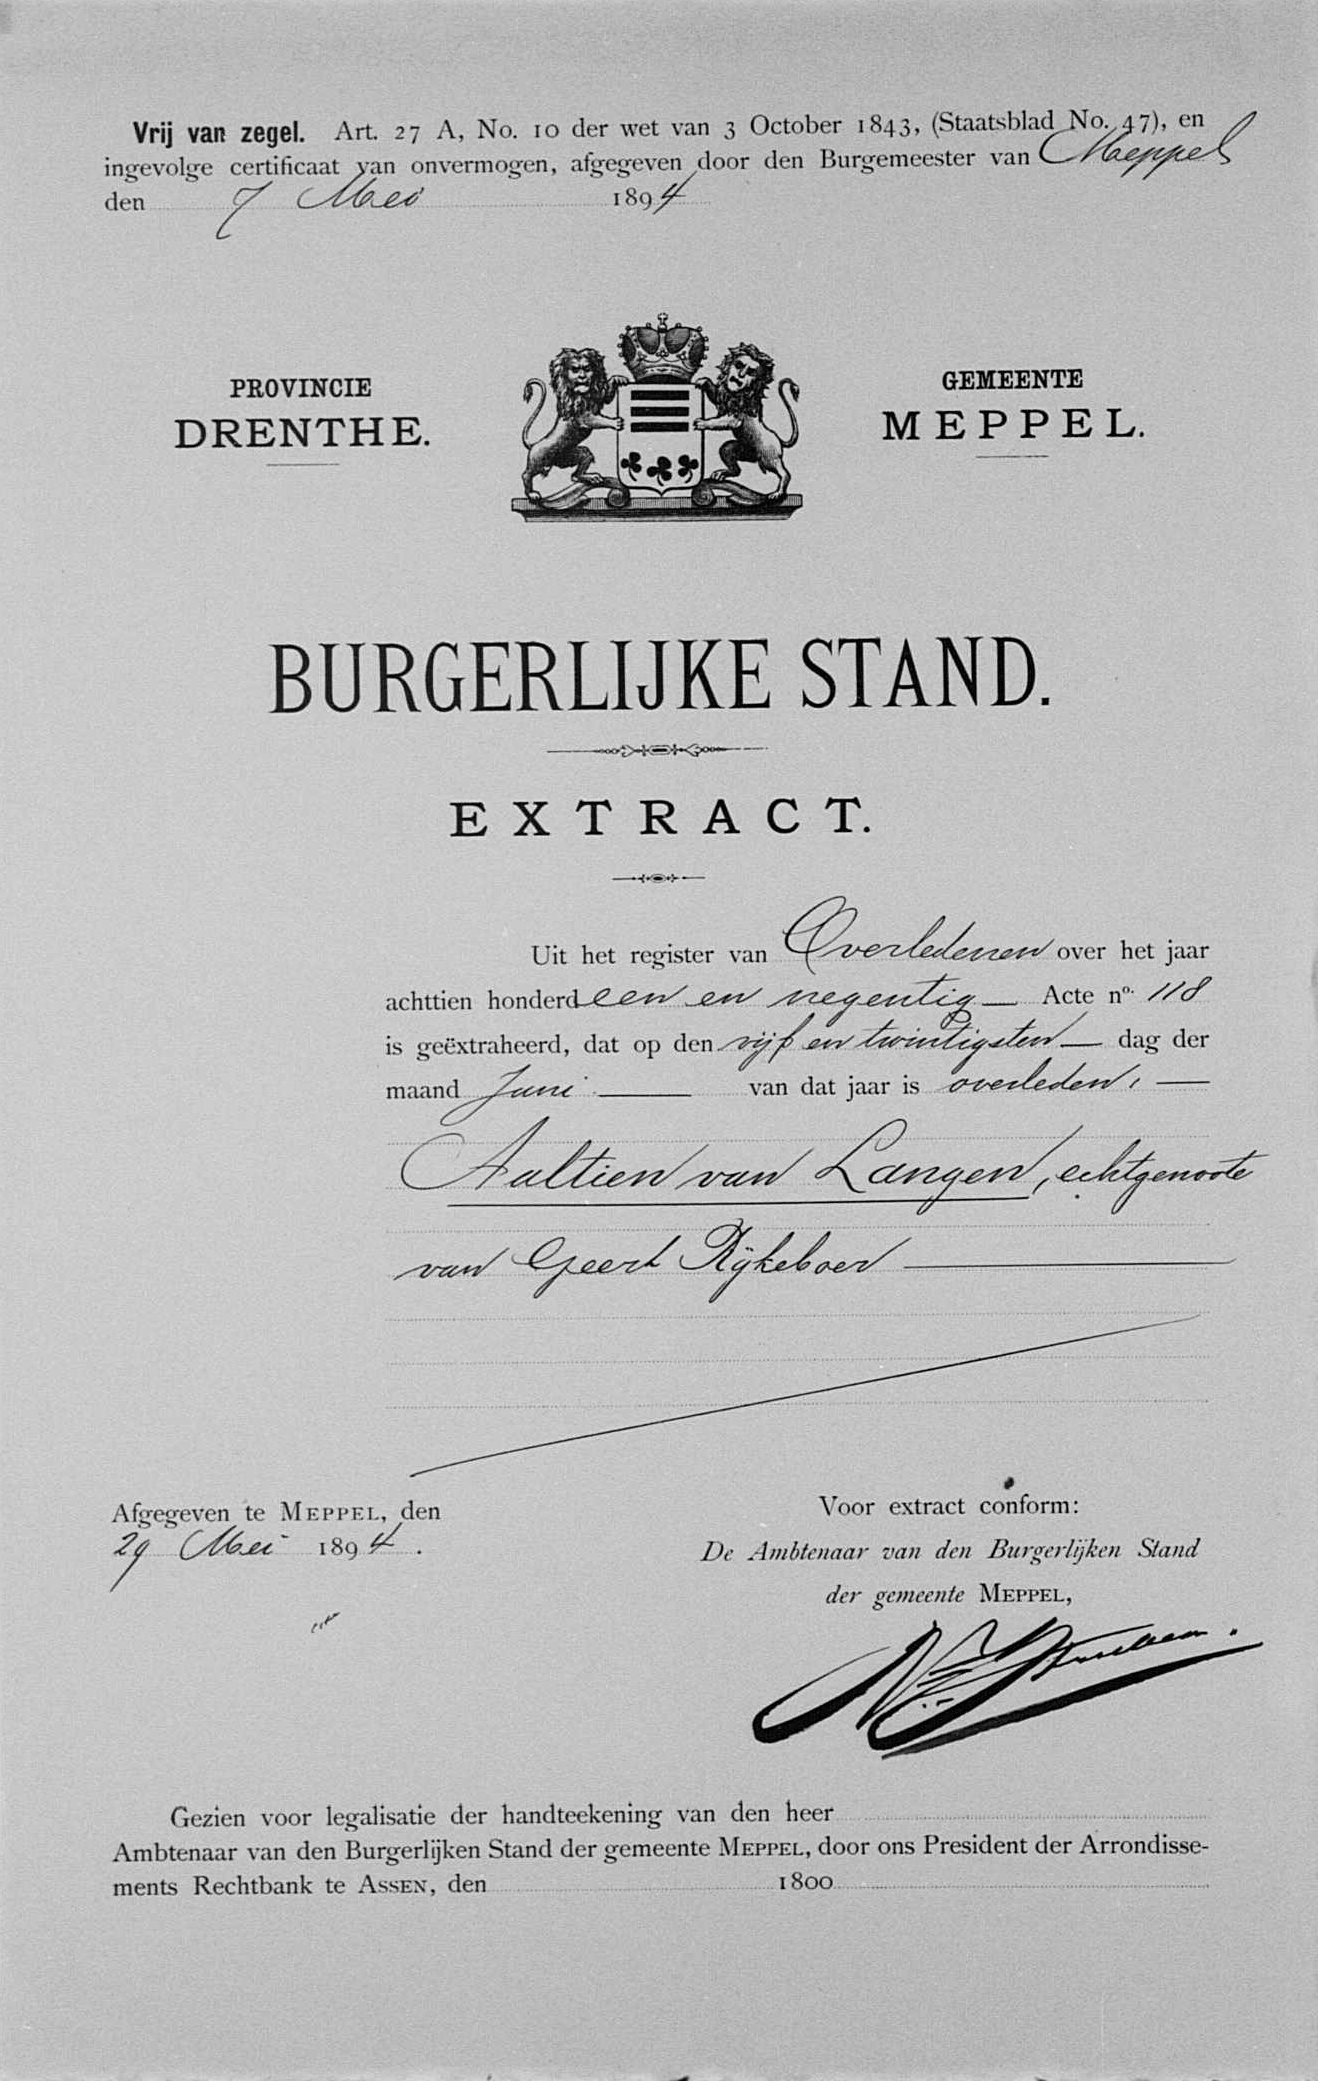 Vrij van zegel. Art. 27 A, No. 10 der wet van 3 October 1843, (Staatsblad No. 47), en
ingevolge certificaat van onvermogen, afgegeven door den Burgemeester van Meppel
den 7 Mei 1894
PROVINCIE
DRENTHE.
GEMEENTE
MEPPEL.
BURGERLIJKE STAND.
EXTRACT.
Uit het register van Overledenen over het jaar
achttien honderd een en negentig — Acte no. 118
is geëxtraheerd, dat op den vijf en twintigsten — dag der
maand Juni — van dat jaar is overleden, —
Aaltien van Langen, echtgenoote
van Geert Rijkeboer —
Afgegeven te MEPPEL, den
29 Mei 1894.
Voor extract conform:
De Ambtenaar van den Burgerlijken Stand
der gemeente MEPPEL,
Gezien voor legalisatie der handteekening van den heer
Ambtenaar van den Burgerlijken Stand der gemeente MEPPEL, door ons President der Arrondisse-
ments Rechtbank te ASSEN, den 1800